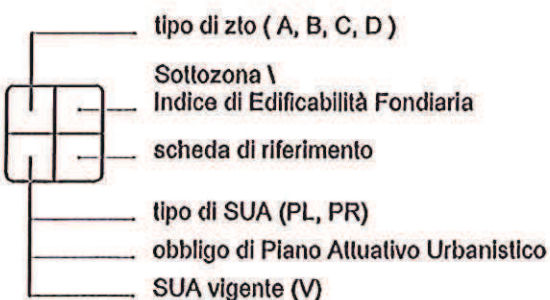 tipo di zto ( A, B, C, D )
Sottozona \
Indice di Edificabilità Fondiaria
scheda di riferimento
tipo di SUA (PL, PR)
obbligo di Piano Attuativo Urbanistico
SUA vigente (V)